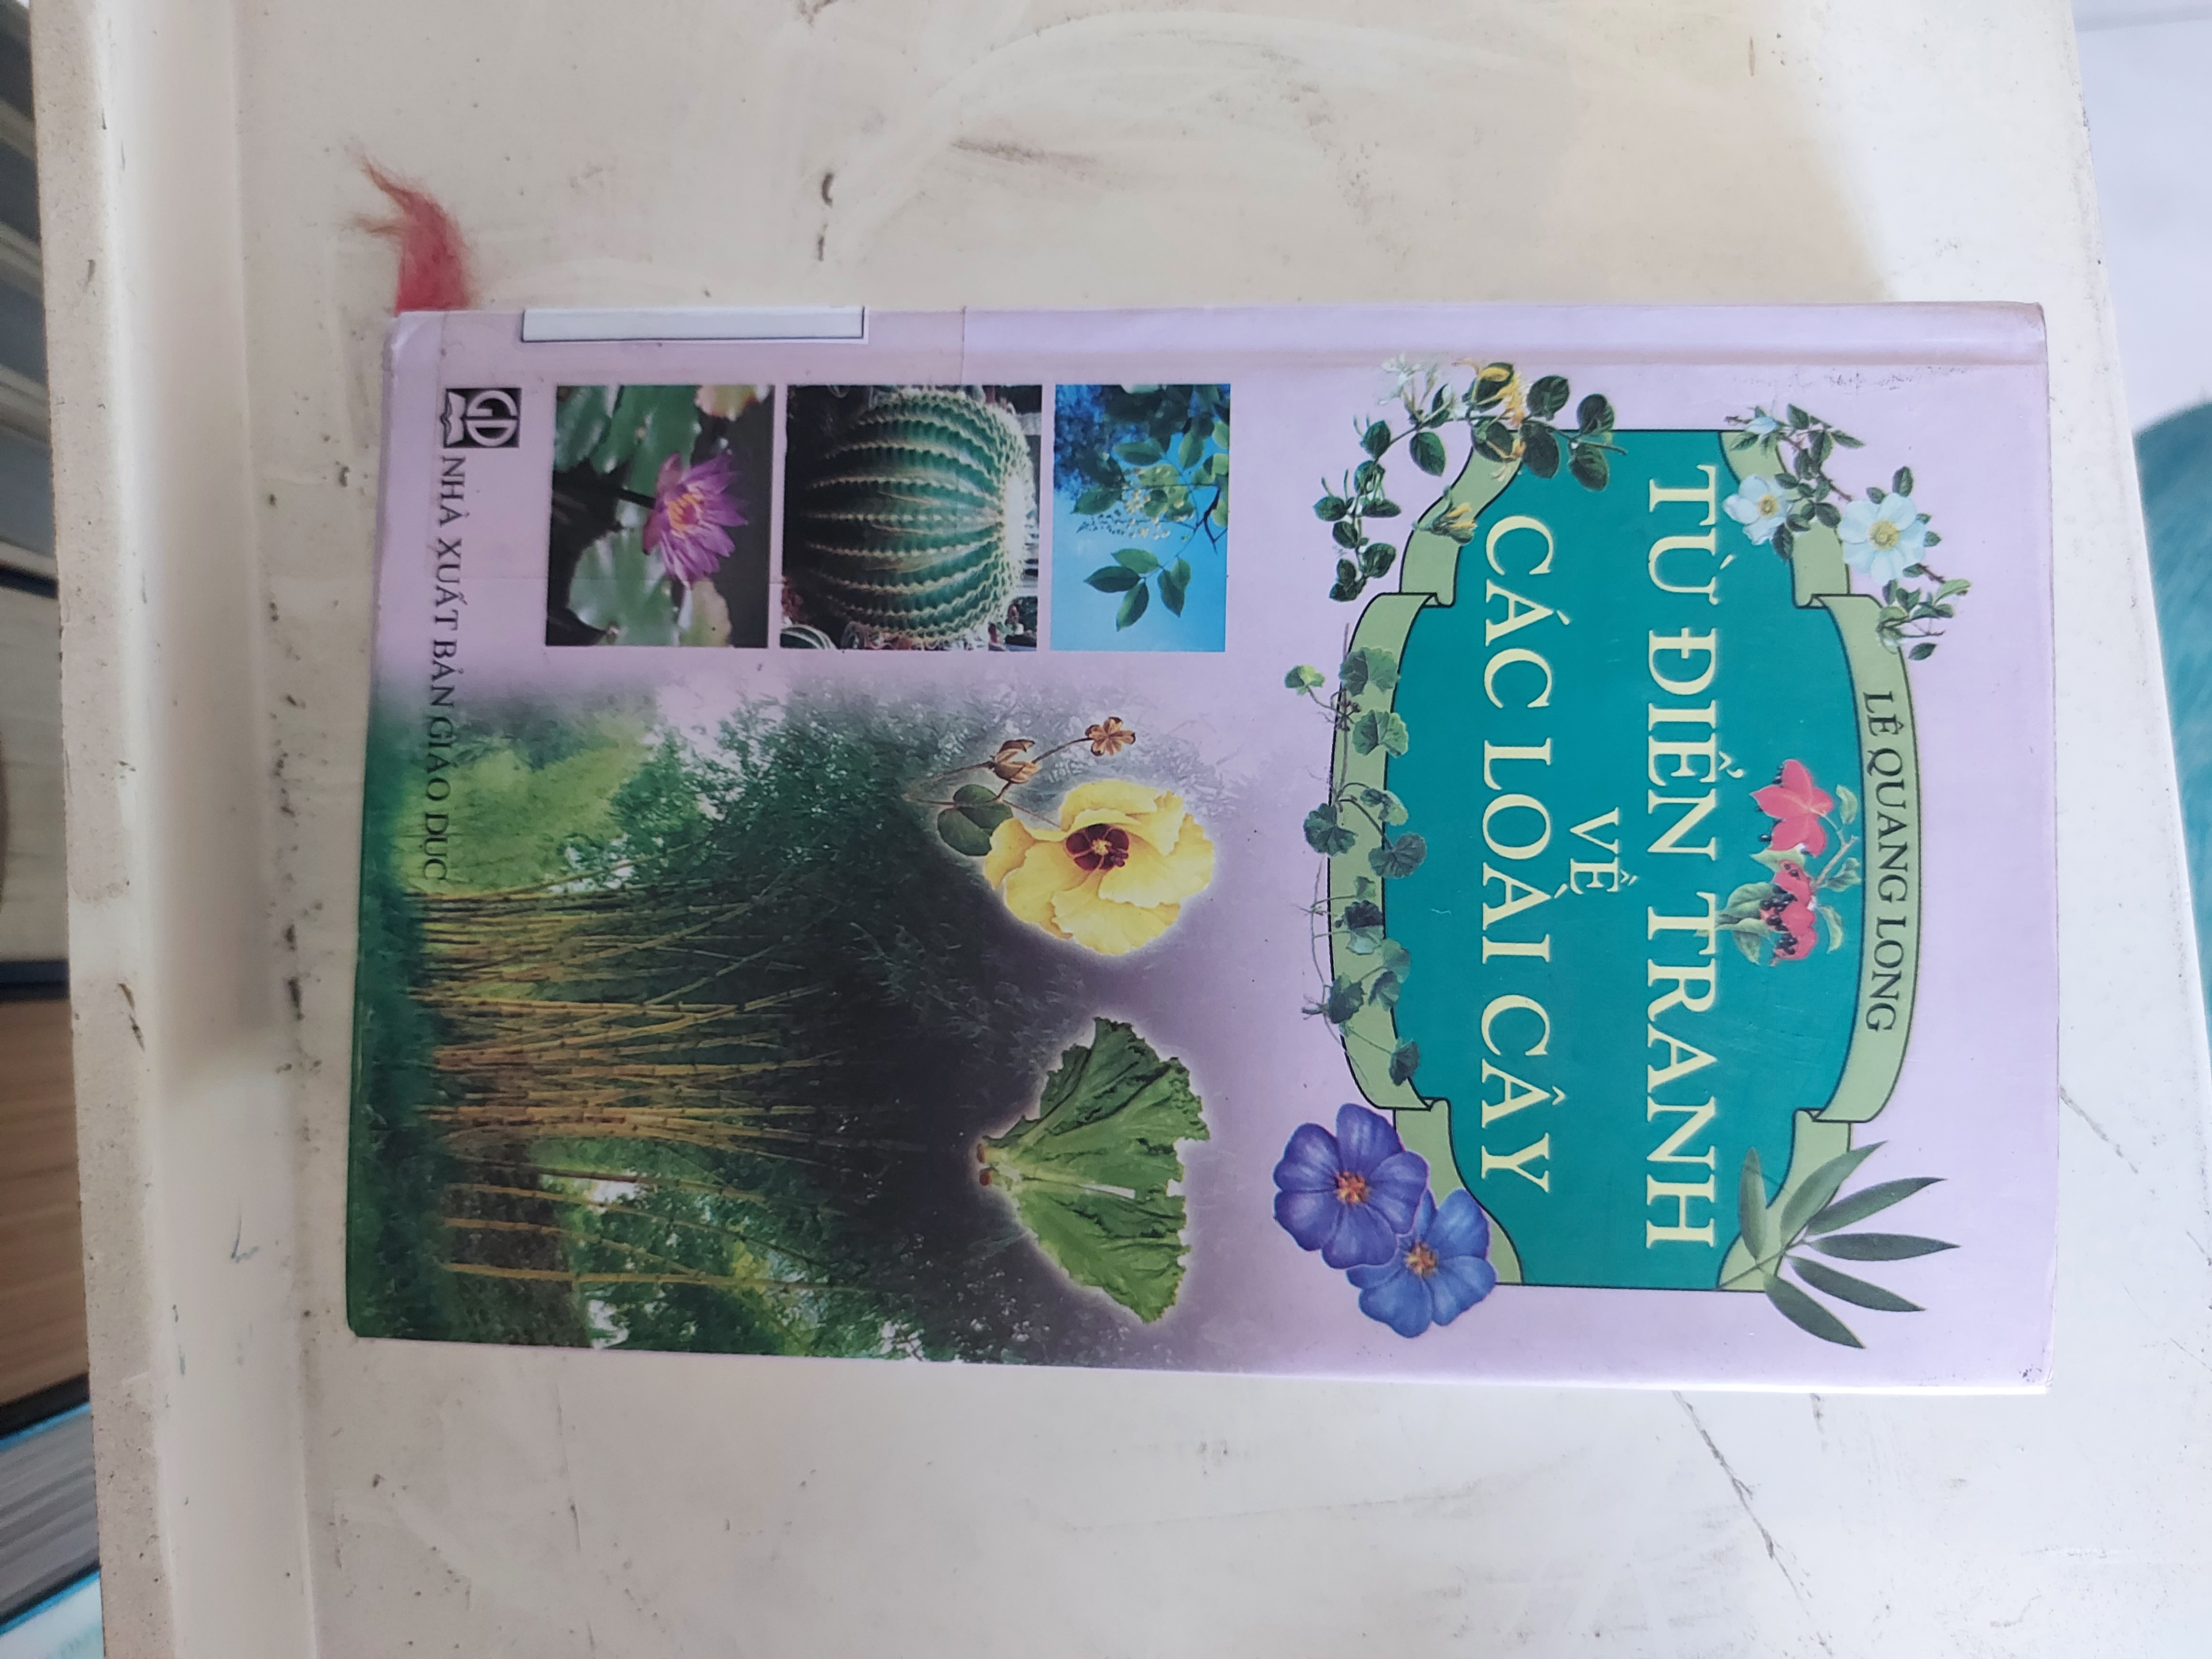 LÊ QUANG LONG
TỪ ĐIỂN TRANH
VỀ
CÁC LOÀI CÂY
GD
NHÀ XUẤT BẢN GIÁO DỤC